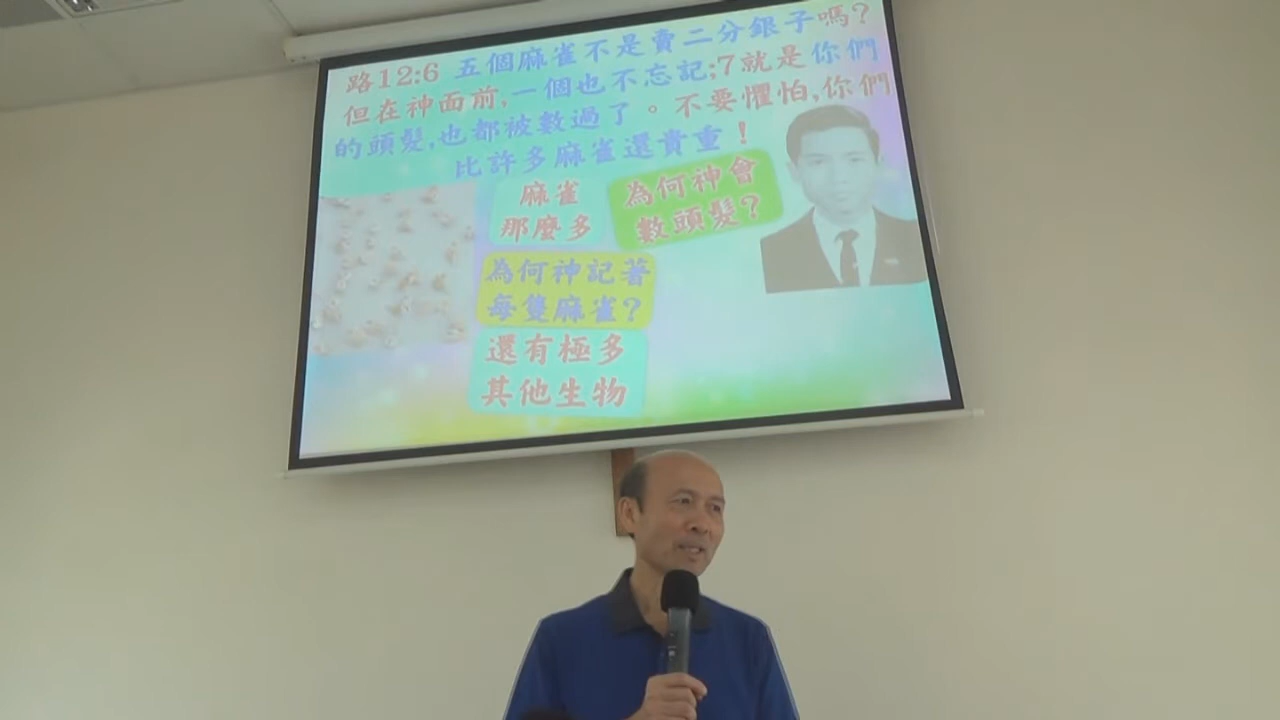 路12:6 五個麻雀不是賣二分銀子嗎?
但在神面前,一個也不忘記;7就是你們
的頭髮,也都被數過了。不要懼怕,你們
比許多麻雀還貴重!
麻雀
那麼多
為何神會
數頭髮?
為何神記著
每隻麻雀?
還有極多
其他生物